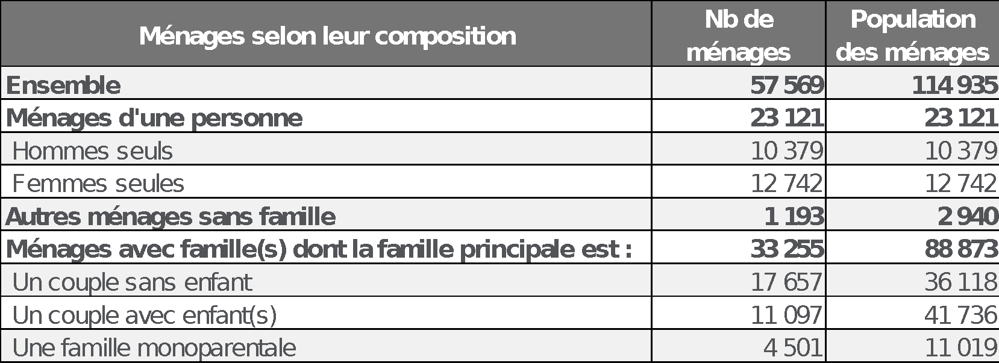 Ménages selon leur composition Nb de ménages Population des ménages
Ensemble 57 569 114 935
Ménages d'une personne 23 121 23 121
Hommes seuls 10 379 10 379
Femmes seules 12 742 12 742
Autres ménages sans famille 1 193 2 940
Ménages avec famille(s) dont la famille principale est : 33 255 88 873
Un couple sans enfant 17 657 36 118
Un couple avec enfant(s) 11 097 41 736
Une famille monoparentale 4 501 11 019